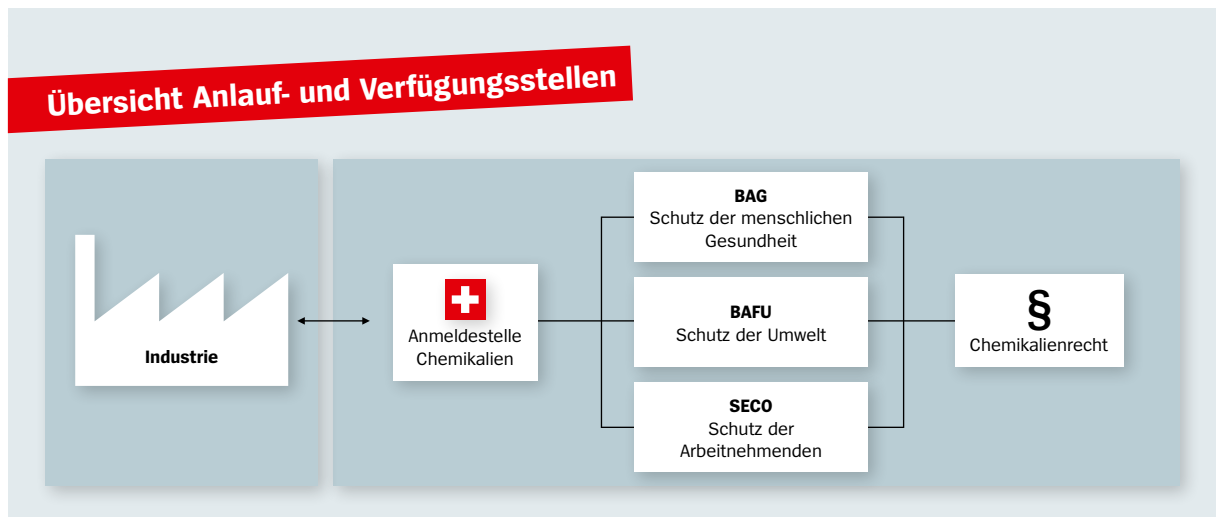 Übersicht Anlauf- und Verfügungsstellen
Industrie
Anmeldestelle
Chemikalien
BAG
Schutz der menschlichen
Gesundheit
BAFU
Schutz der Umwelt
SECO
Schutz der
Arbeitnehmenden
§
Chemikalienrecht